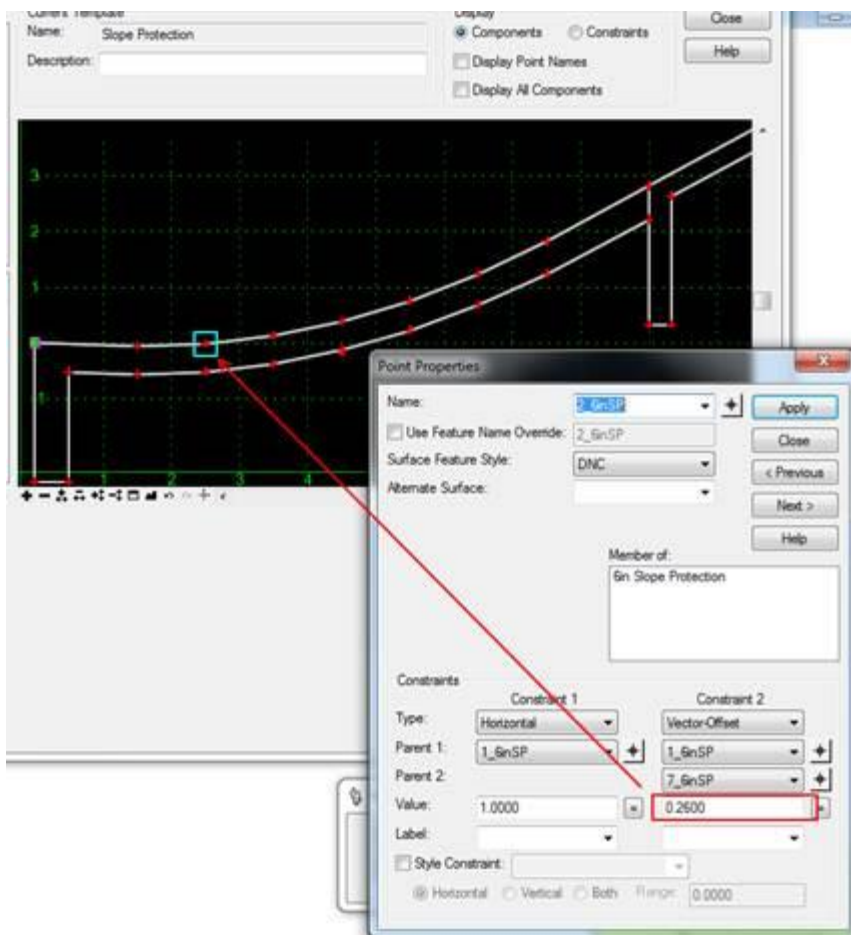 Current Template
Name: Slope Protection
Description:
Display
Components Constraints
Display Point Names
Display All Components
Close
Help
3
2
1
1
1 2 3 4
Point Properties
Name: 2_6inSP
Apply
Use Feature Name Override: 2_6inSP
Close
Surface Feature Style: DNC
< Previous
Alternate Surface:
Next >
Help
Member of:
6in Slope Protection
Constraints
Constraint 1 Constraint 2
Type: Horizontal Vector-Offset
Parent 1: 1_6inSP 1_6inSP
Parent 2: 7_6inSP
Value: 1.0000 = 0.2600 =
Label:
Style Constraint:
Horizontal Vertical Both Range: 0.0000